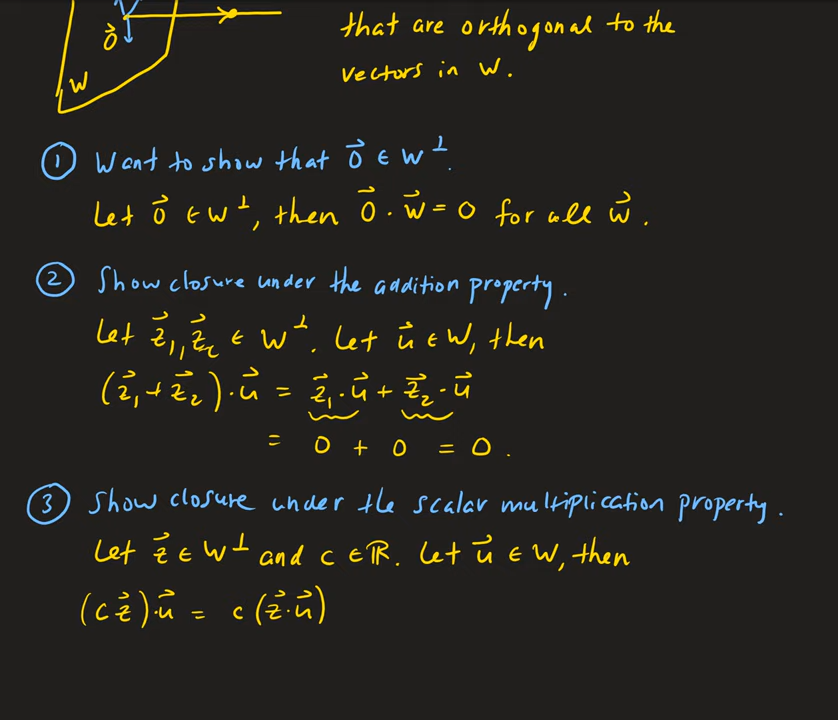 that are orthogonal to the
vectors in W.
0⃗
W
① Want to show that 0⃗ ∈ W⊥.
Let 0⃗ ∈ W⊥, then 0⃗ · w⃗ = 0 for all w⃗.
② Show closure under the addition property.
Let z⃗₁, z⃗₂ ∈ W⊥. Let u⃗ ∈ W, then
(z⃗₁ + z⃗₂) · u⃗ = z⃗₁ · u⃗ + z⃗₂ · u⃗
= 0 + 0 = 0.
③ Show closure under the scalar multiplication property.
Let z⃗ ∈ W⊥ and c ∈ ℝ. Let u⃗ ∈ W, then
(c z⃗) · u⃗ = c (z⃗ · u⃗)